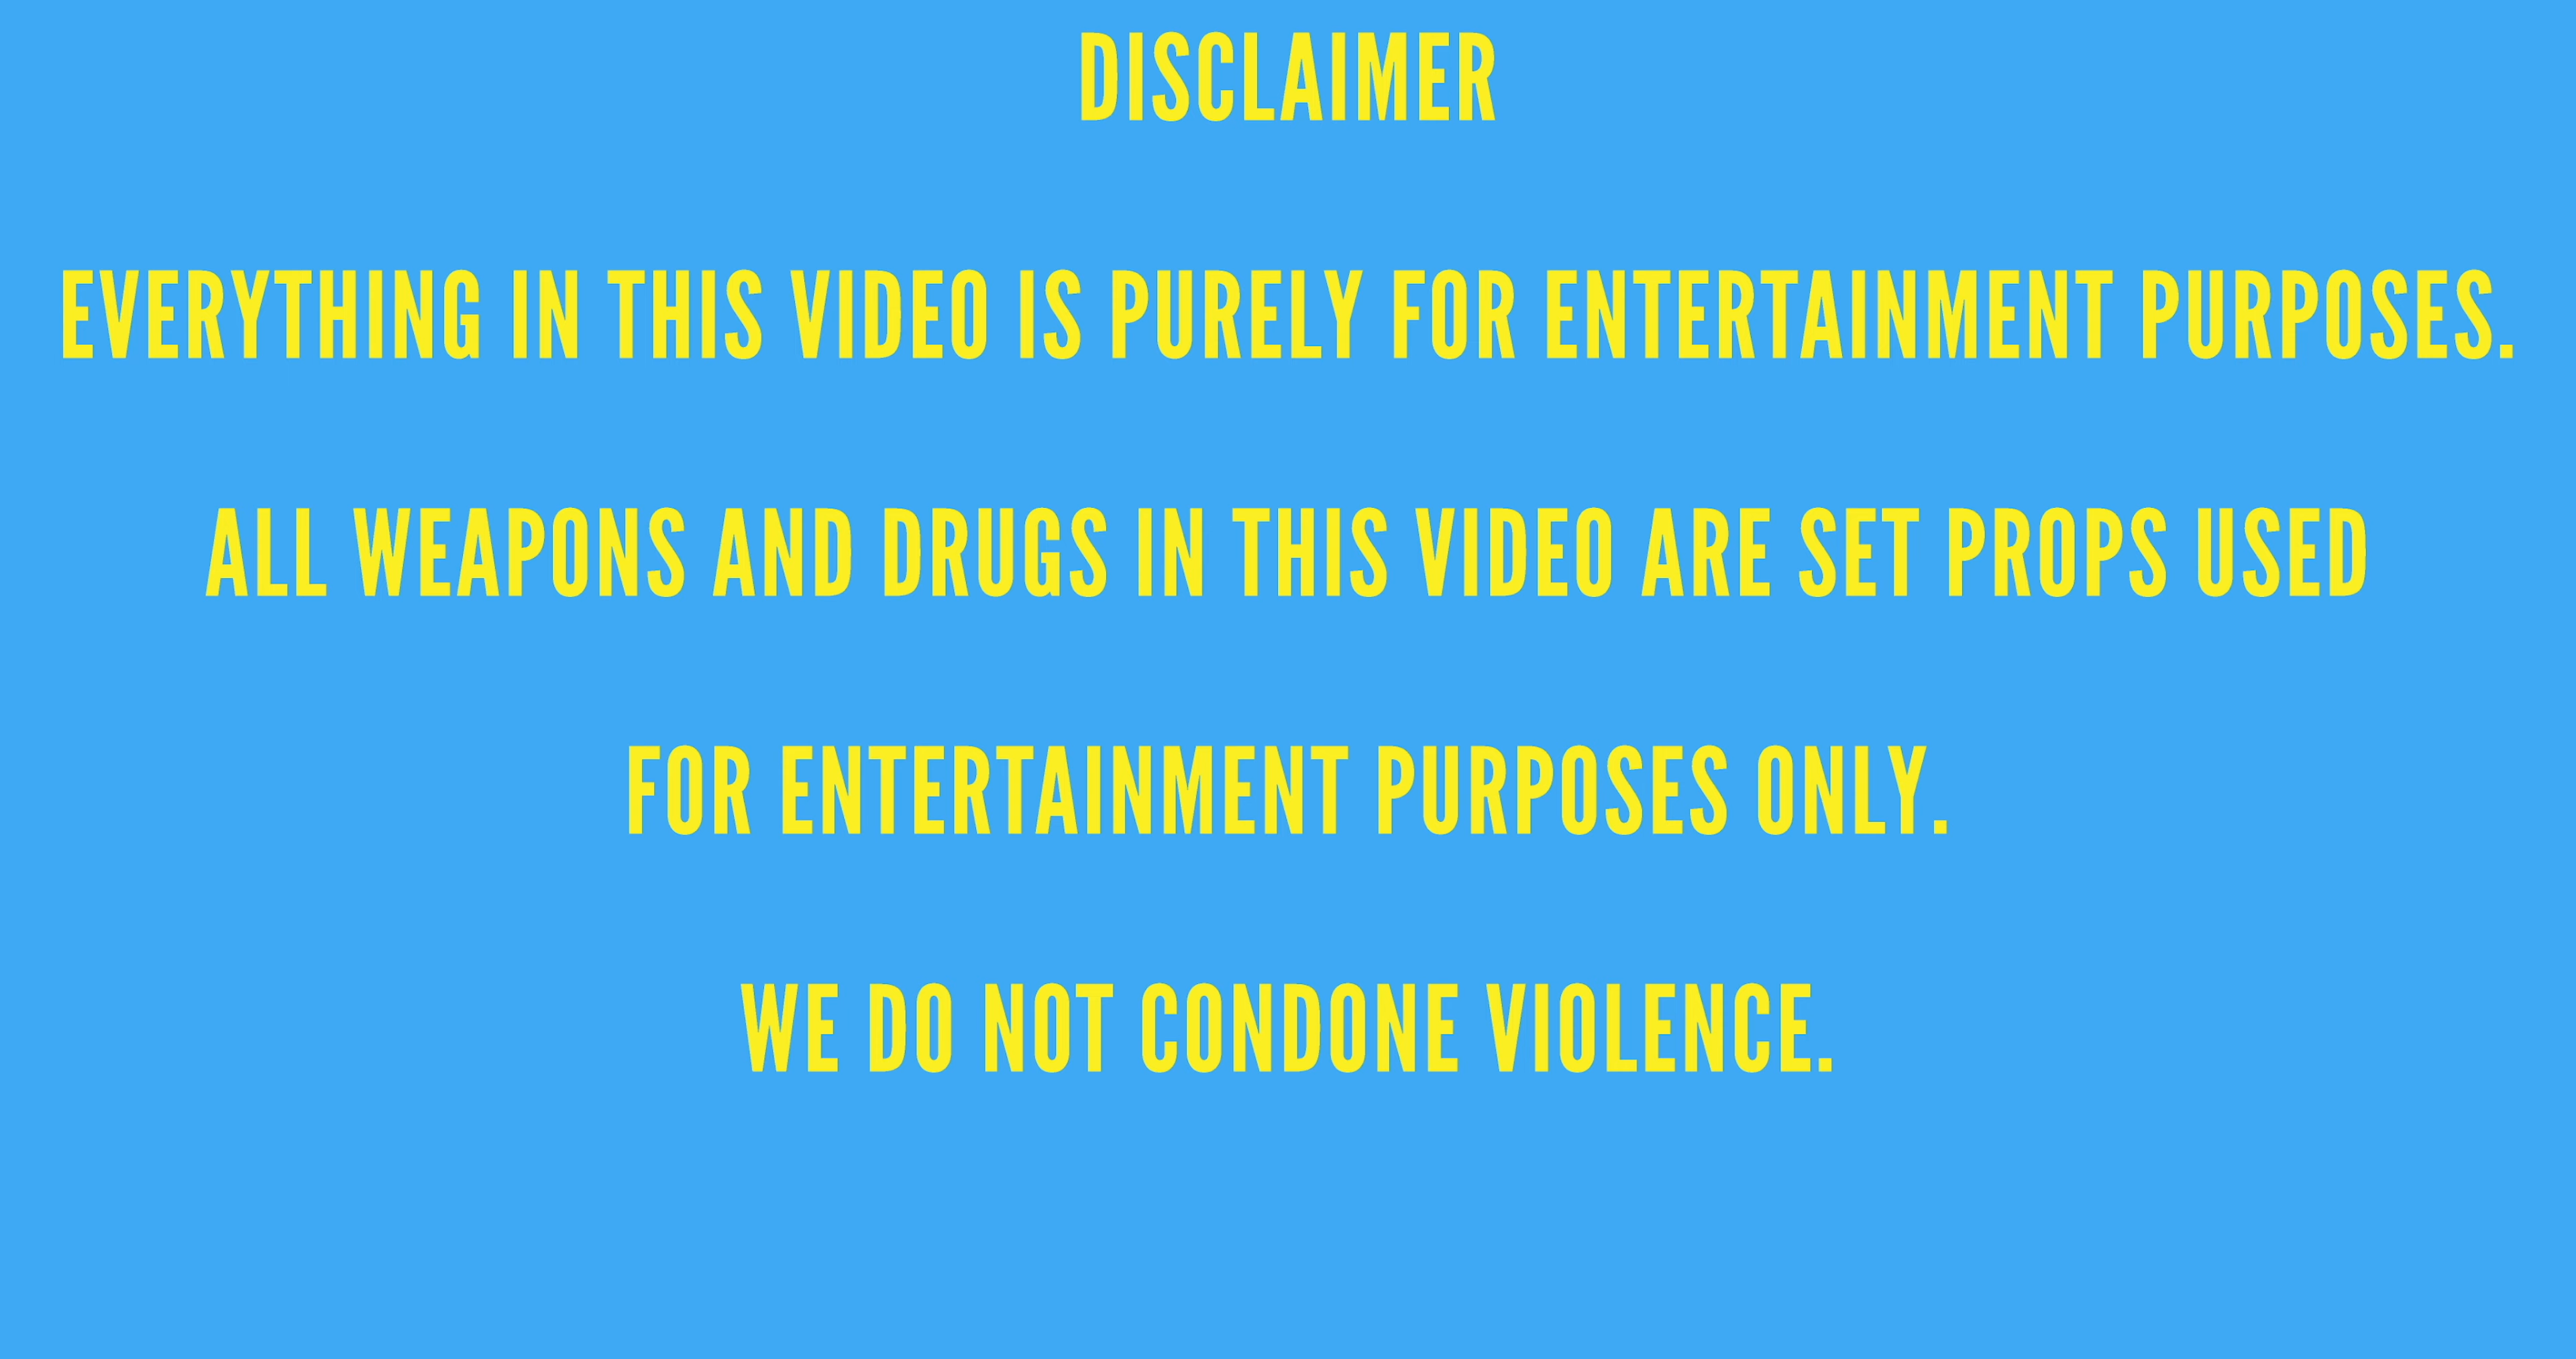 DISCLAIMER
EVERYTHING IN THIS VIDEO IS PURELY FOR ENTERTAINMENT PURPOSES.
ALL WEAPONS AND DRUGS IN THIS VIDEO ARE SET PROPS USED
FOR ENTERTAINMENT PURPOSES ONLY.
WE DO NOT CONDONE VIOLENCE.